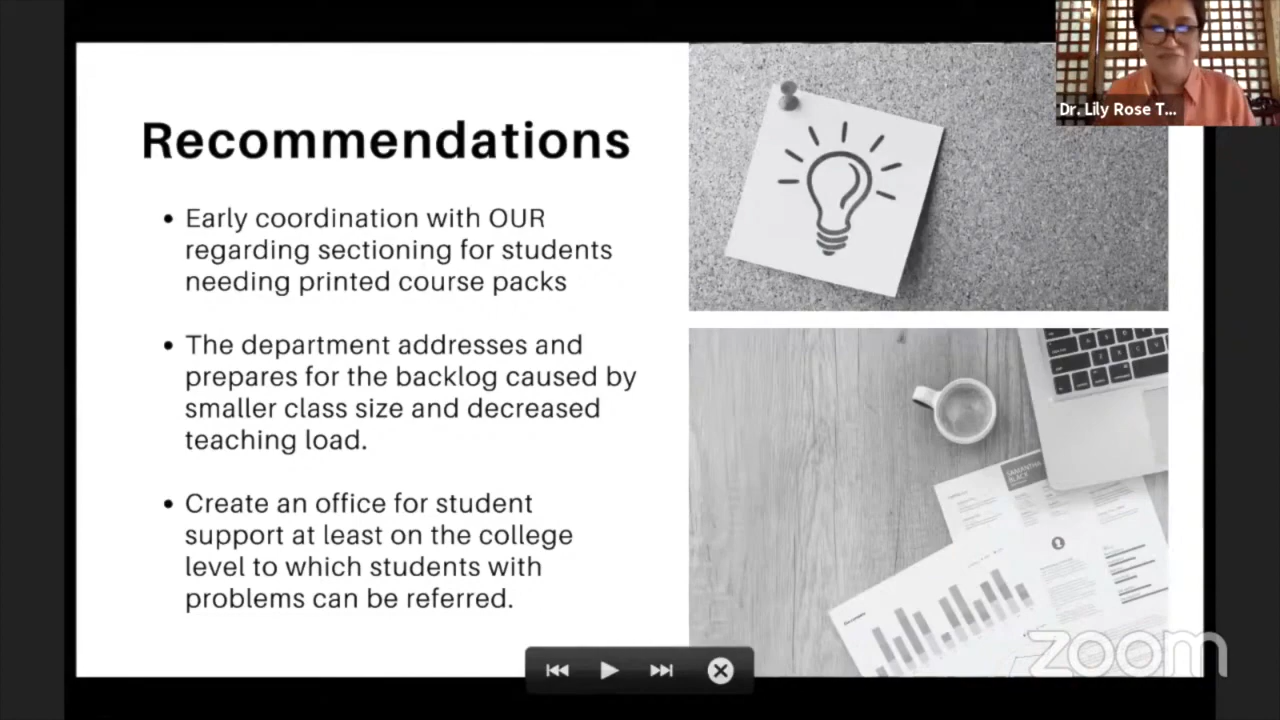 Dr. Lily Rose T...
Recommendations
• Early coordination with OUR
regarding sectioning for students
needing printed course packs
• The department addresses and
prepares for the backlog caused by
smaller class size and decreased
teaching load.
• Create an office for student
support at least on the college
level to which students with
problems can be referred.
SAMANTHA
BLACK
zoom